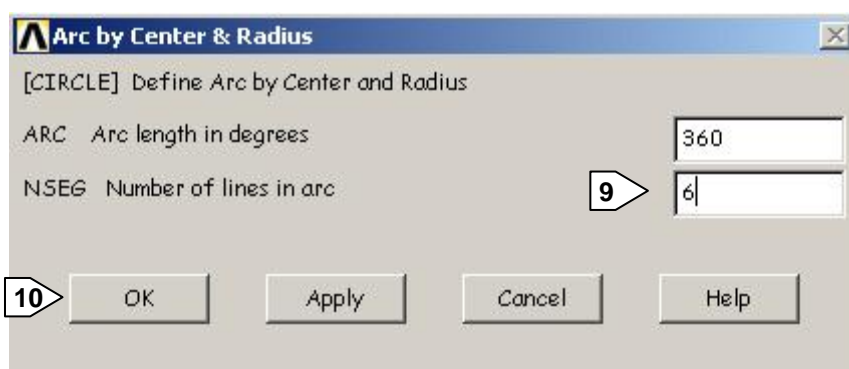 Arc by Center & Radius
[CIRCLE] Define Arc by Center and Radius
ARC Arc length in degrees 360
NSEG Number of lines in arc 9 6
10 OK Apply Cancel Help